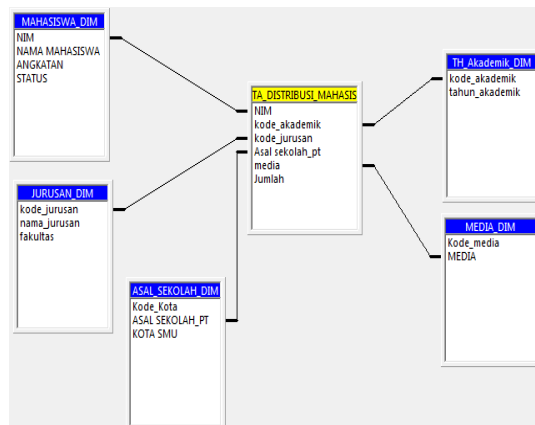 MAHASISWA_DIM
NIM
NAMA MAHASISWA
ANGKATAN
STATUS
TA_DISTRIBUSI_MAHASIS
NIM
kode_akademik
kode_jurusan
Asal sekolah_pt
media
Jumlah
TH_Akademik_DIM
kode_akademik
tahun_akademik
JURUSAN_DIM
kode_jurusan
nama_jurusan
fakultas
MEDIA_DIM
Kode_media
MEDIA
ASAL_SEKOLAH_DIM
Kode_Kota
ASAL SEKOLAH_PT
KOTA SMU